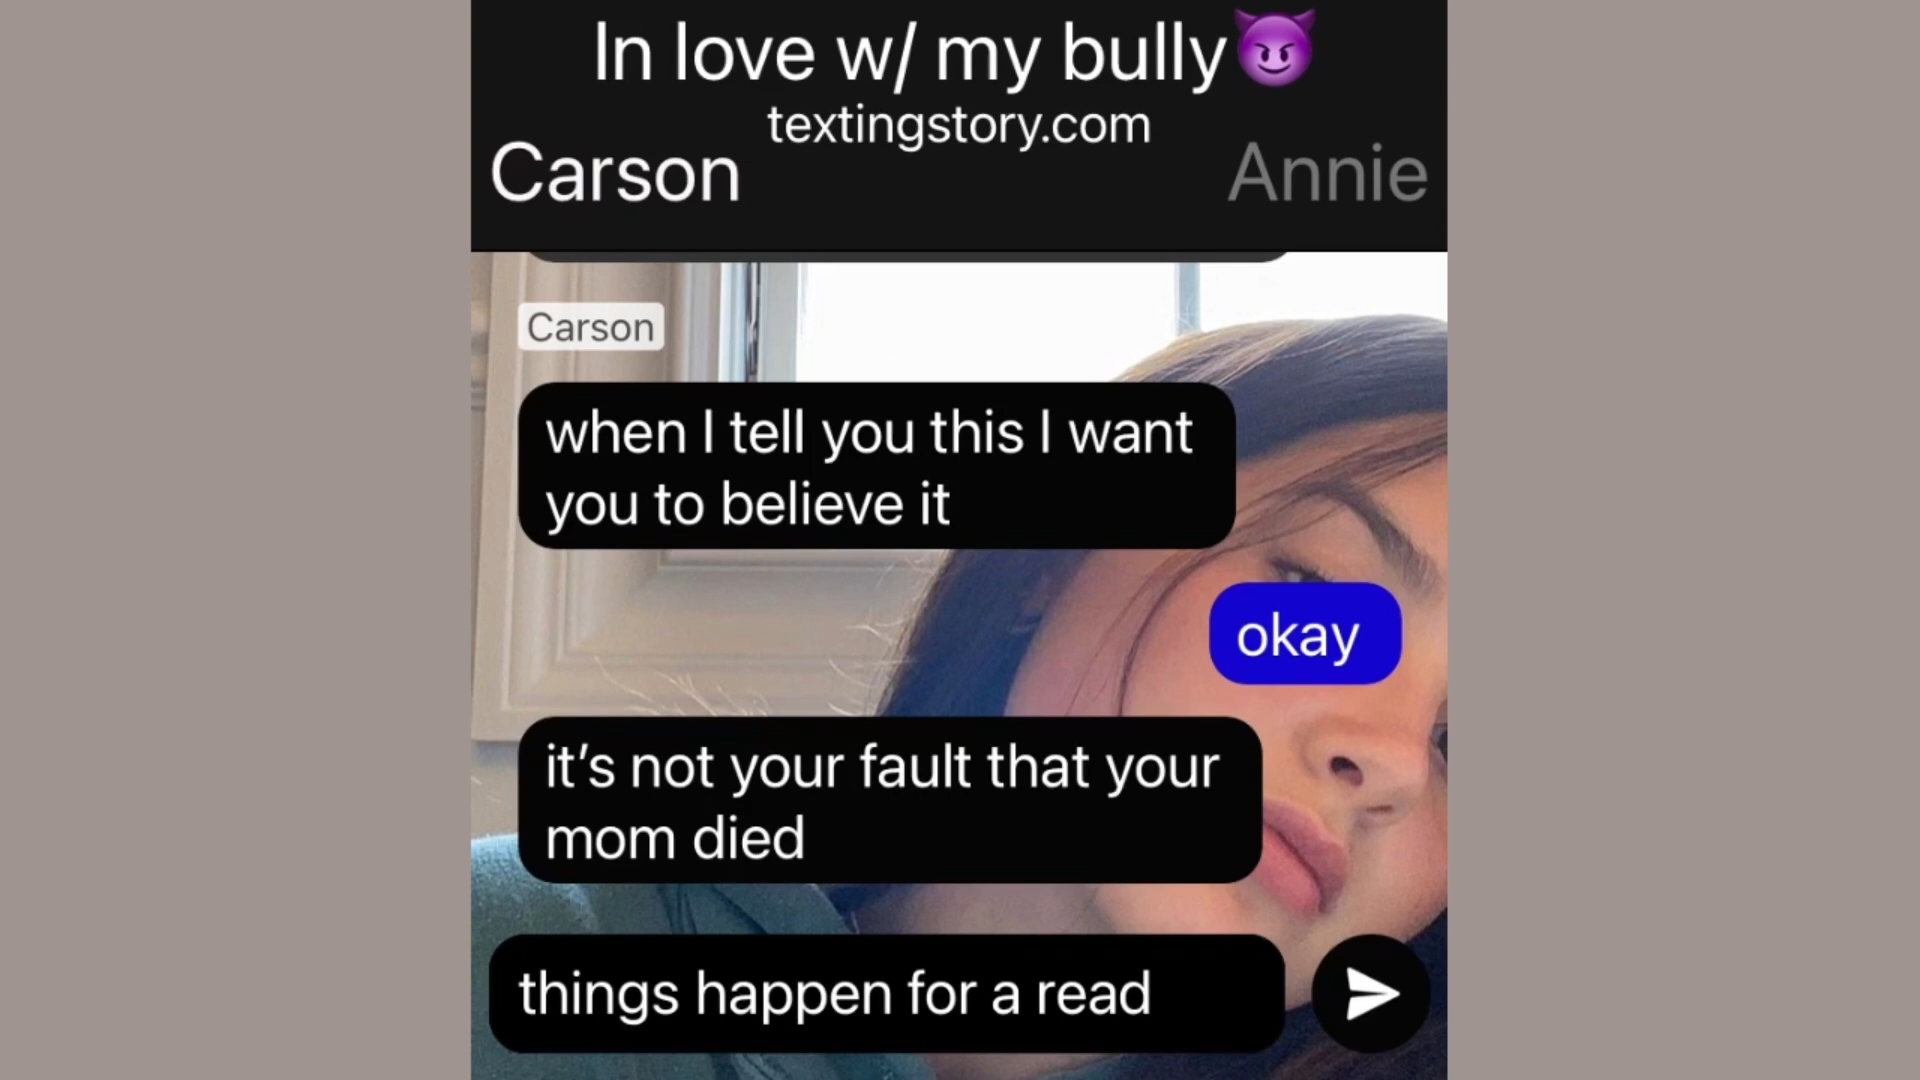 In love w/ my bully😈
textingstory.com
Carson
Annie
Carson
when I tell you this I want
you to believe it
okay
it’s not your fault that your
mom died
things happen for a read